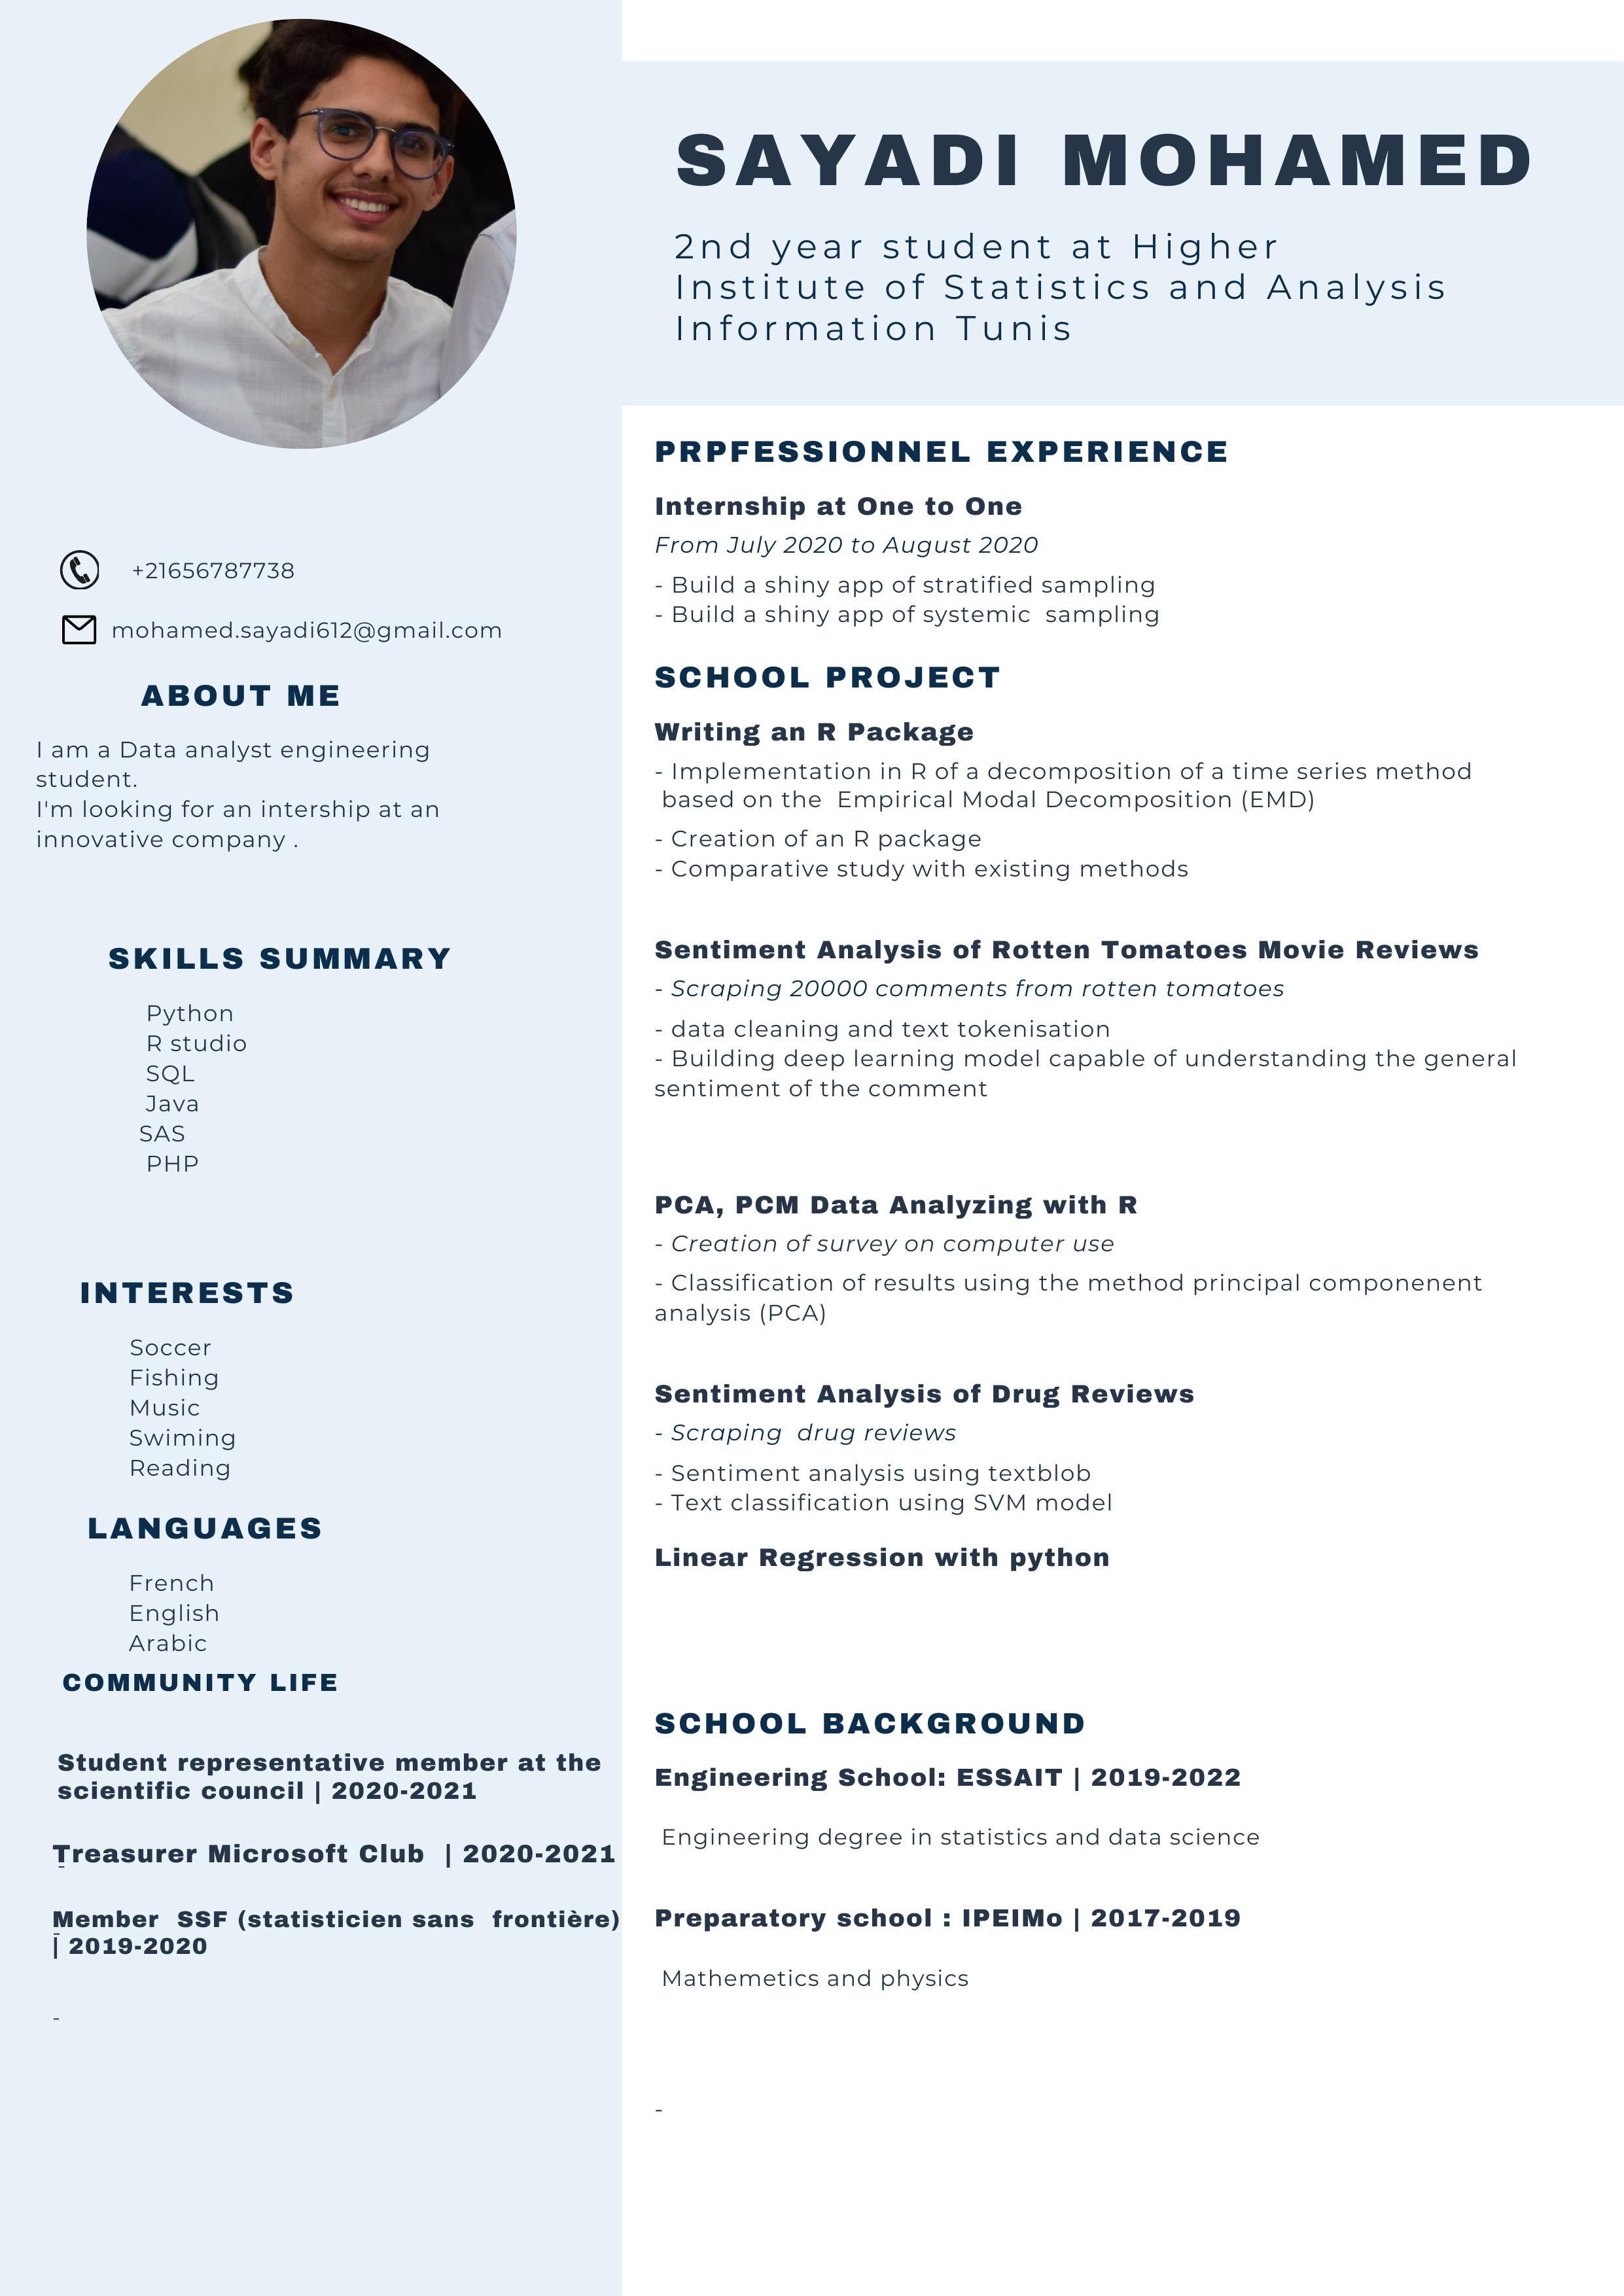 SAYADI MOHAMED
2nd year student at Higher
Institute of Statistics and Analysis
Information Tunis
+21656787738
mohamed.sayadi612@gmail.com
ABOUT ME
I am a Data analyst engineering
student.
I'm looking for an intership at an
innovative company .
SKILLS SUMMARY
Python
R studio
SQL
Java
SAS
PHP
INTERESTS
Soccer
Fishing
Music
Swiming
Reading
LANGUAGES
French
English
Arabic
COMMUNITY LIFE
Student representative member at the
scientific council | 2020-2021
Treasurer Microsoft Club | 2020-2021
-
Member SSF (statisticien sans frontière)
-
| 2019-2020
-
PRPFESSIONNEL EXPERIENCE
Internship at One to One
From July 2020 to August 2020
- Build a shiny app of stratified sampling
- Build a shiny app of systemic sampling
SCHOOL PROJECT
Writing an R Package
- Implementation in R of a decomposition of a time series method
based on the Empirical Modal Decomposition (EMD)
- Creation of an R package
- Comparative study with existing methods
Sentiment Analysis of Rotten Tomatoes Movie Reviews
- Scraping 20000 comments from rotten tomatoes
- data cleaning and text tokenisation
- Building deep learning model capable of understanding the general
sentiment of the comment
PCA, PCM Data Analyzing with R
- Creation of survey on computer use
- Classification of results using the method principal componenent
analysis (PCA)
Sentiment Analysis of Drug Reviews
- Scraping drug reviews
- Sentiment analysis using textblob
- Text classification using SVM model
Linear Regression with python
SCHOOL BACKGROUND
Engineering School: ESSAIT | 2019-2022
Engineering degree in statistics and data science
Preparatory school : IPEIMo | 2017-2019
Mathemetics and physics
-